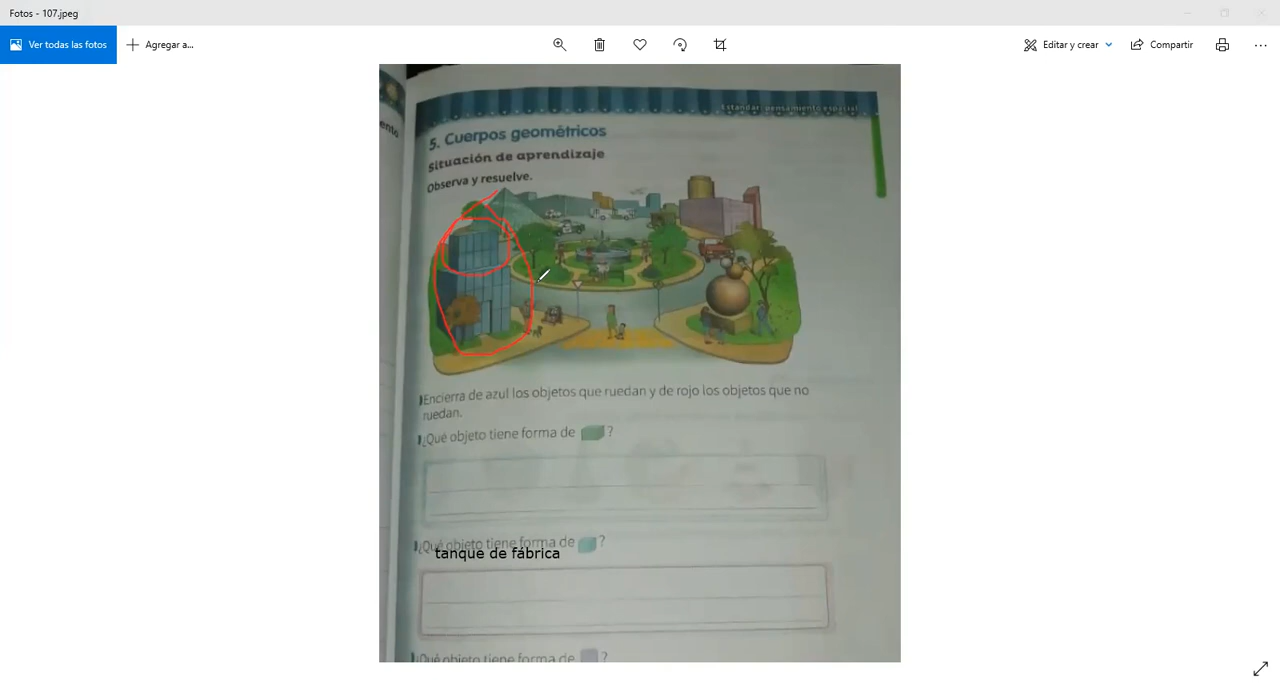 Fotos - 107.jpeg
Ver todas las fotos
Agregar a...
Editar y crear
Compartir
Estándar: pensamiento espacial
5. Cuerpos geométricos
Situación de aprendizaje
Observa y resuelve.
Encierra de azul los objetos que ruedan y de rojo los objetos que no
ruedan.
¿Qué objeto tiene forma de ?
¿Qué objeto tiene forma de ?
tanque de fábrica
¿Qué objeto tiene forma de ?